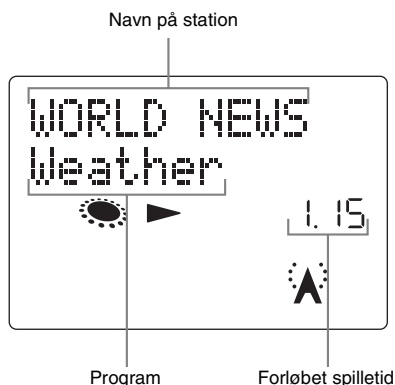 Navn på station
WORLD NEWS
Weather
1.15
Program
Forløbet spilletid